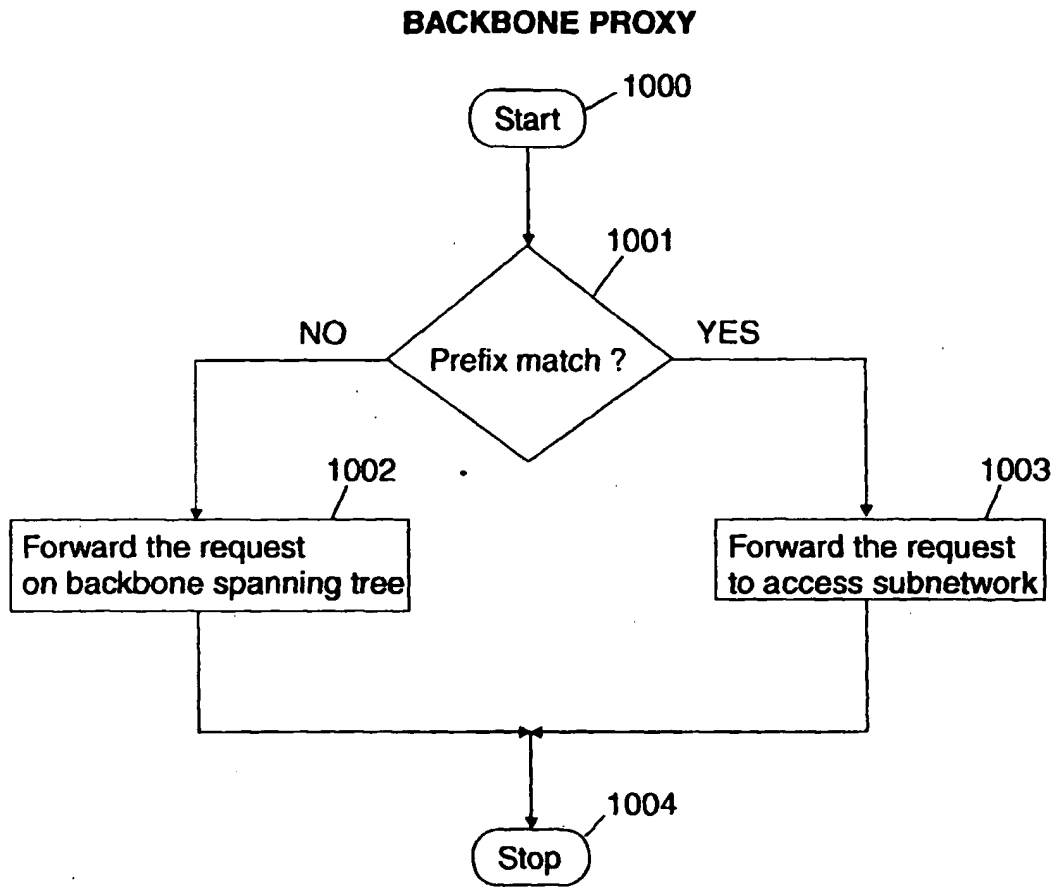 BACKBONE PROXY
1000
Start
1001
NO
YES
Prefix match ?
1002
1003
Forward the request
on backbone spanning tree
Forward the request
to access subnetwork
1004
Stop